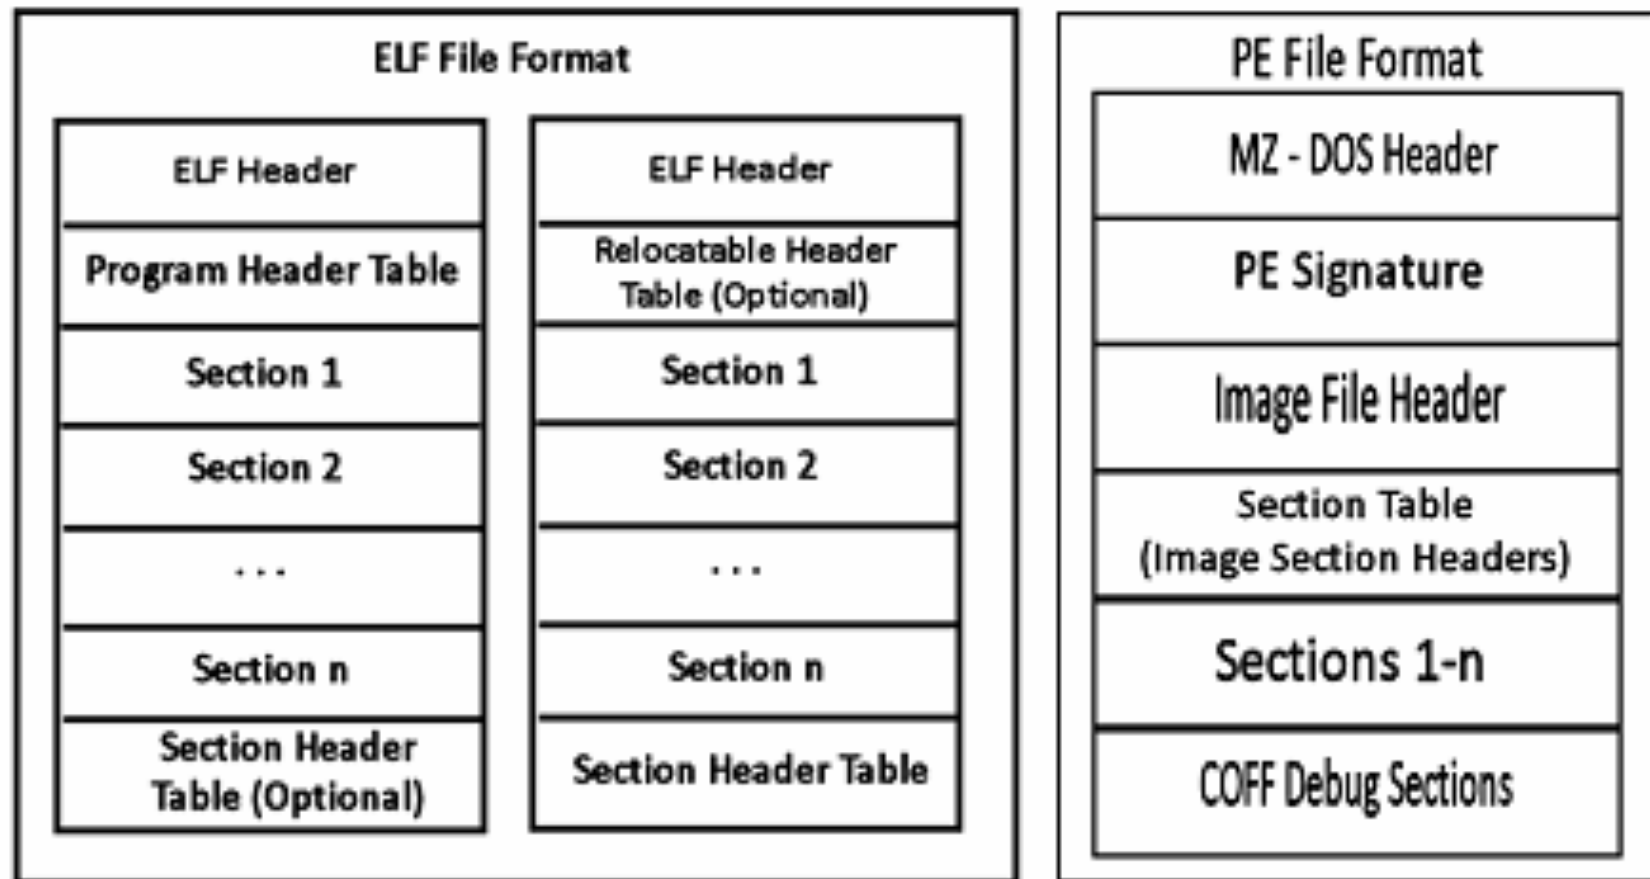 ELF File Format
ELF Header
Program Header Table
Section 1
Section 2
. . .
Section n
Section Header
Table (Optional)
ELF Header
Relocatable Header
Table (Optional)
Section 1
Section 2
. . .
Section n
Section Header Table
PE File Format
MZ - DOS Header
PE Signature
Image File Header
Section Table
(Image Section Headers)
Sections 1-n
COFF Debug Sections